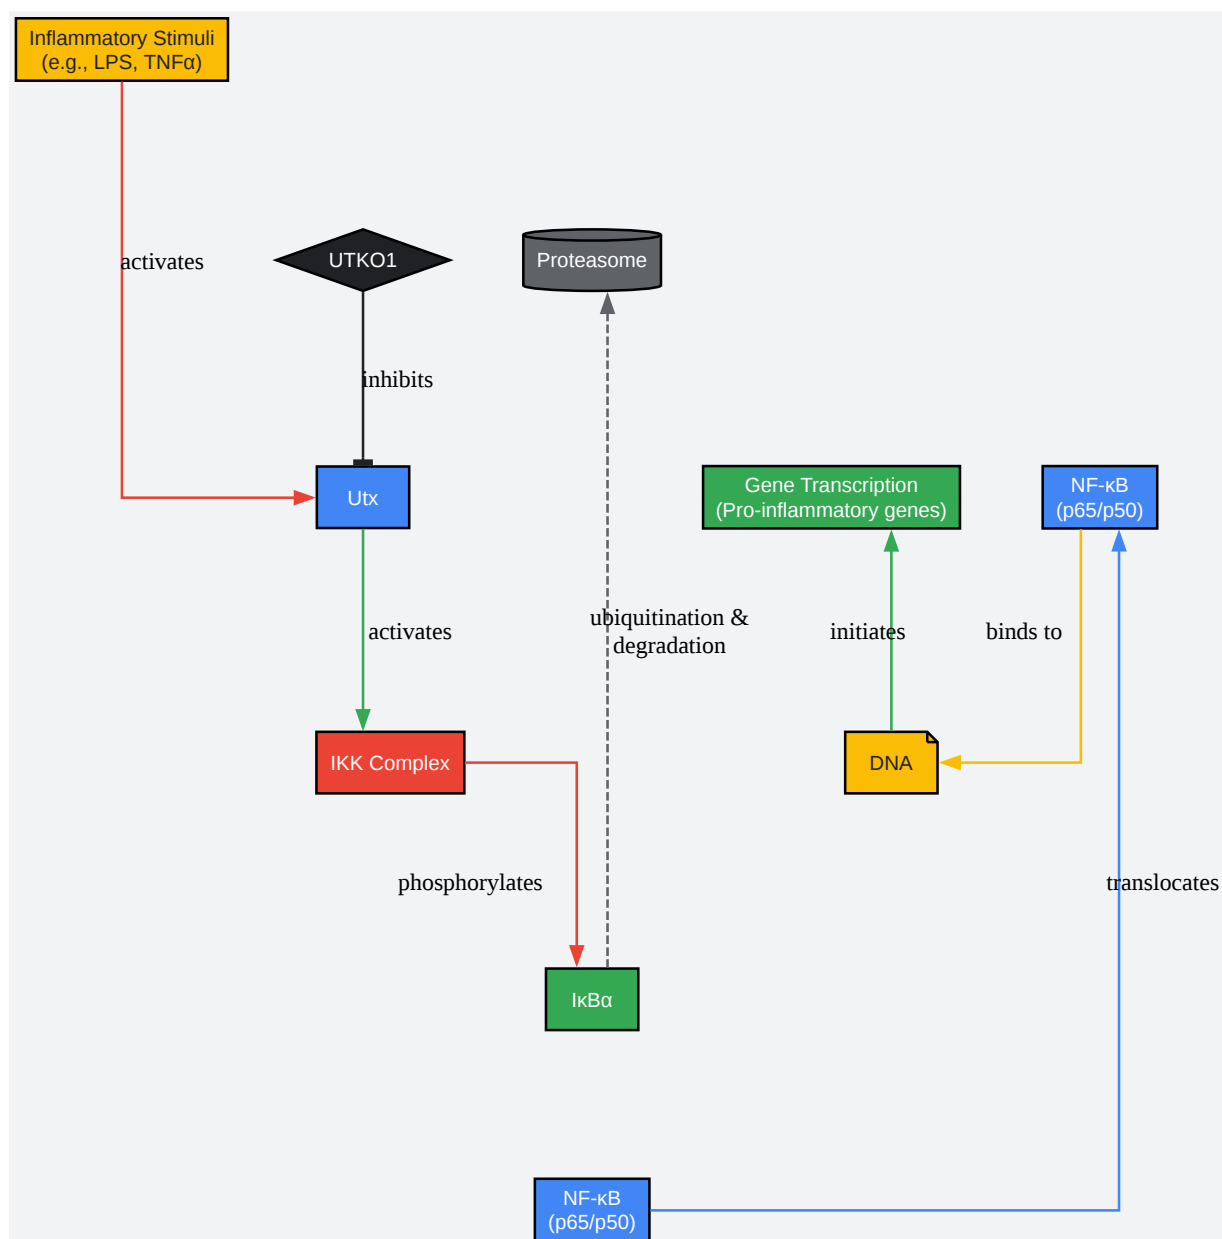 Inflammatory Stimuli
(e.g., LPS, TNFα)
activates
UTKO1
Proteasome
inhibits
Utx
Gene Transcription
(Pro-inflammatory genes)
NF-κB
(p65/p50)
activates
ubiquitination &
degradation
initiates
binds to
IKK Complex
DNA
phosphorylates
translocates
IκBα
NF-κB
(p65/p50)